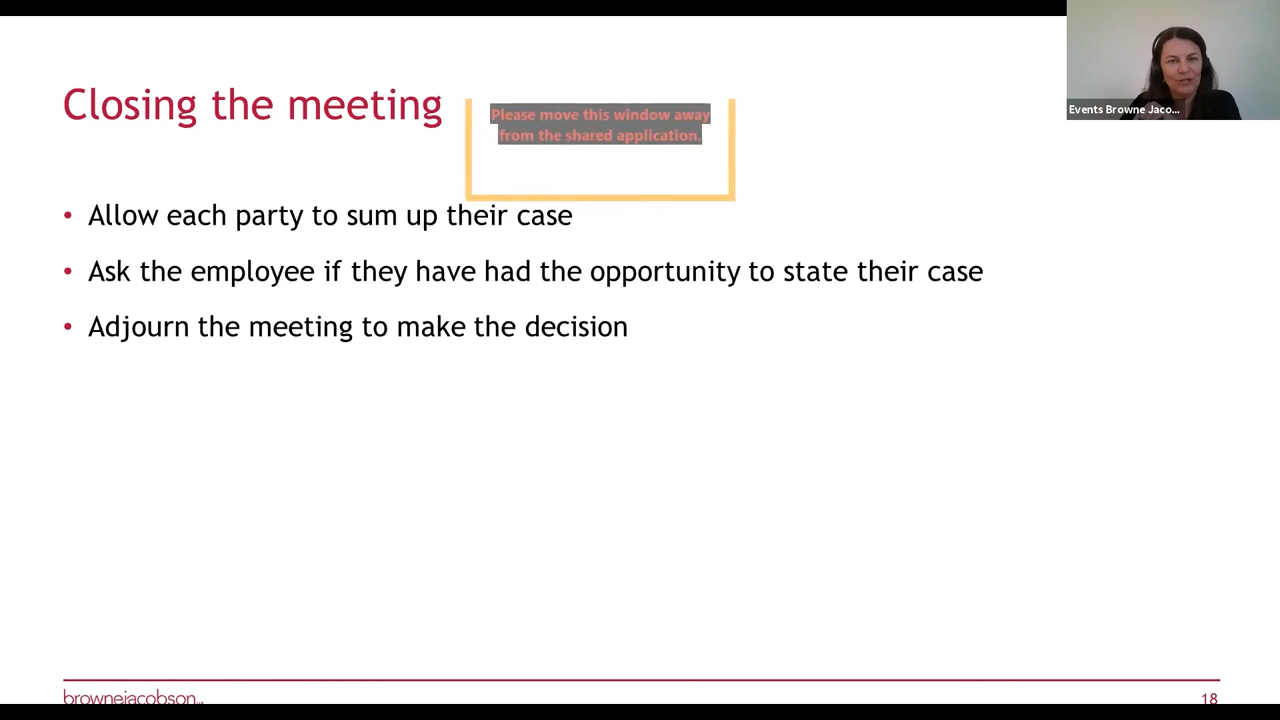 Closing the meeting
Please move this window away
from the shared application.
Events Browne Jaco...
• Allow each party to sum up their case
• Ask the employee if they have had the opportunity to state their case
• Adjourn the meeting to make the decision
brownejacobson LLP
18